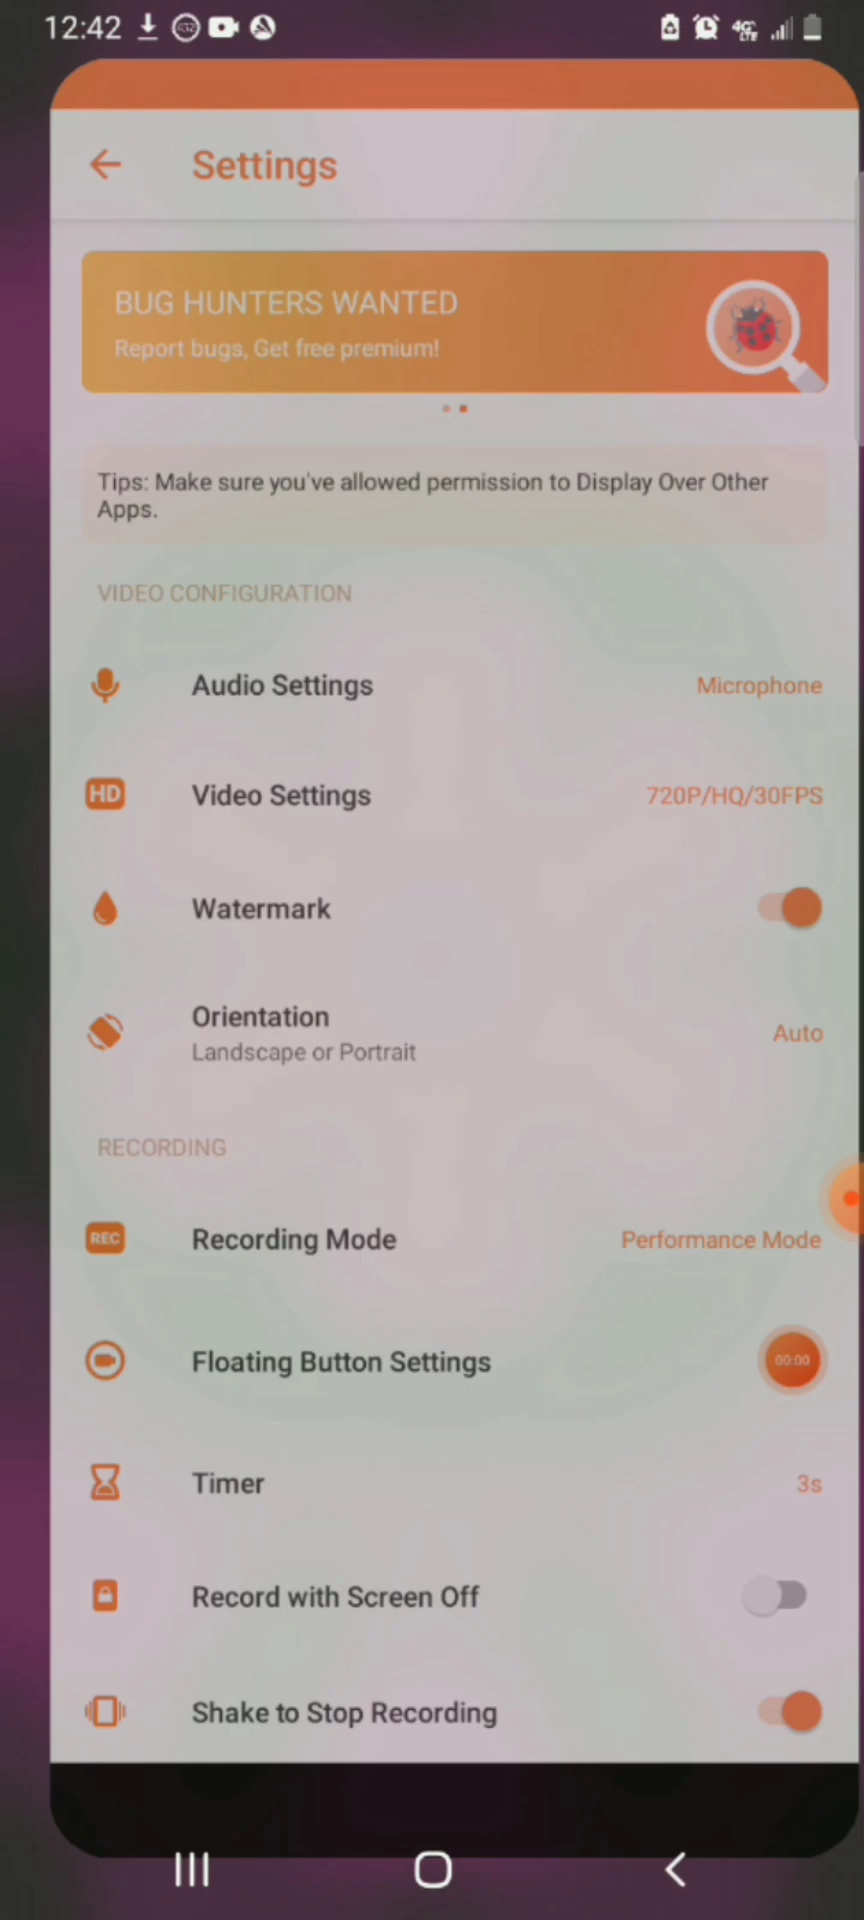 12:42
4G LTE
Settings
BUG HUNTERS WANTED
Report bugs, Get free premium!
Tips: Make sure you've allowed permission to Display Over Other
Apps.
VIDEO CONFIGURATION
Audio Settings Microphone
HD Video Settings 720P/HQ/30FPS
Watermark
Orientation
Landscape or Portrait Auto
RECORDING
REC Recording Mode Performance Mode
Floating Button Settings 00:00
Timer 3s
Record with Screen Off
Shake to Stop Recording